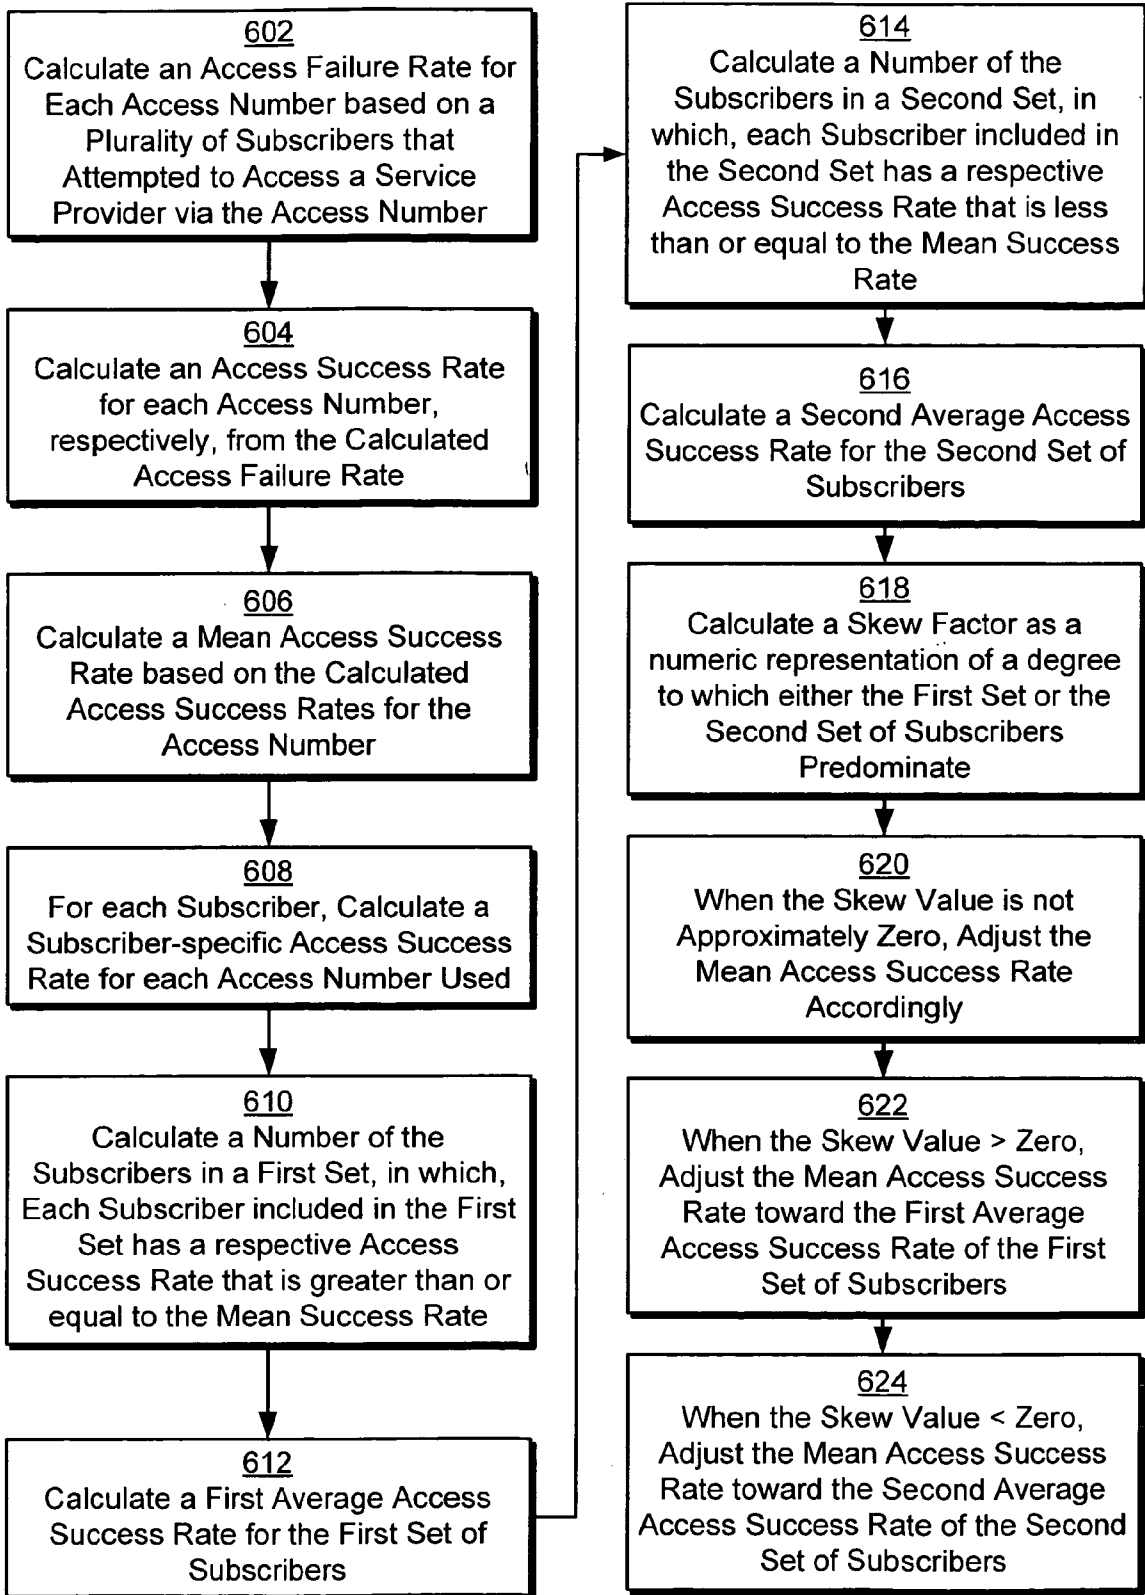 602
Calculate an Access Failure Rate for
Each Access Number based on a
Plurality of Subscribers that
Attempted to Access a Service
Provider via the Access Number
604
Calculate an Access Success Rate
for each Access Number,
respectively, from the Calculated
Access Failure Rate
606
Calculate a Mean Access Success
Rate based on the Calculated
Access Success Rates for the
Access Number
608
For each Subscriber, Calculate a
Subscriber-specific Access Success
Rate for each Access Number Used
610
Calculate a Number of the
Subscribers in a First Set, in which,
Each Subscriber included in the First
Set has a respective Access
Success Rate that is greater than or
equal to the Mean Success Rate
612
Calculate a First Average Access
Success Rate for the First Set of
Subscribers
614
Calculate a Number of the
Subscribers in a Second Set, in
which, each Subscriber included in
the Second Set has a respective
Access Success Rate that is less
than or equal to the Mean Success
Rate
616
Calculate a Second Average Access
Success Rate for the Second Set of
Subscribers
618
Calculate a Skew Factor as a
numeric representation of a degree
to which either the First Set or the
Second Set of Subscribers
Predominate
620
When the Skew Value is not
Approximately Zero, Adjust the
Mean Access Success Rate
Accordingly
622
When the Skew Value > Zero,
Adjust the Mean Access Success
Rate toward the First Average
Access Success Rate of the First
Set of Subscribers
624
When the Skew Value < Zero,
Adjust the Mean Access Success
Rate toward the Second Average
Access Success Rate of the Second
Set of Subscribers